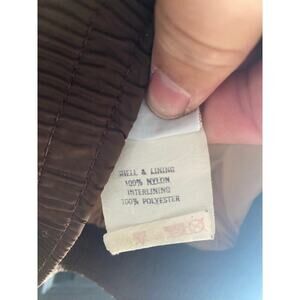 SHELL & LINING
100% NYLON
INTERLINING
100% POLYESTER